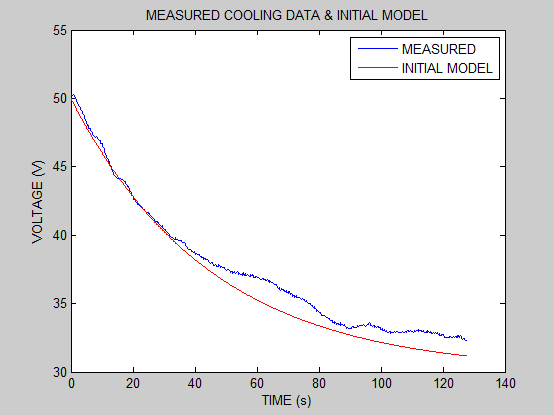 MEASURED COOLING DATA & INITIAL MODEL
55
50
45
40
35
30
VOLTAGE (V)
MEASURED
INITIAL MODEL
0 20 40 60 80 100 120 140
TIME (s)